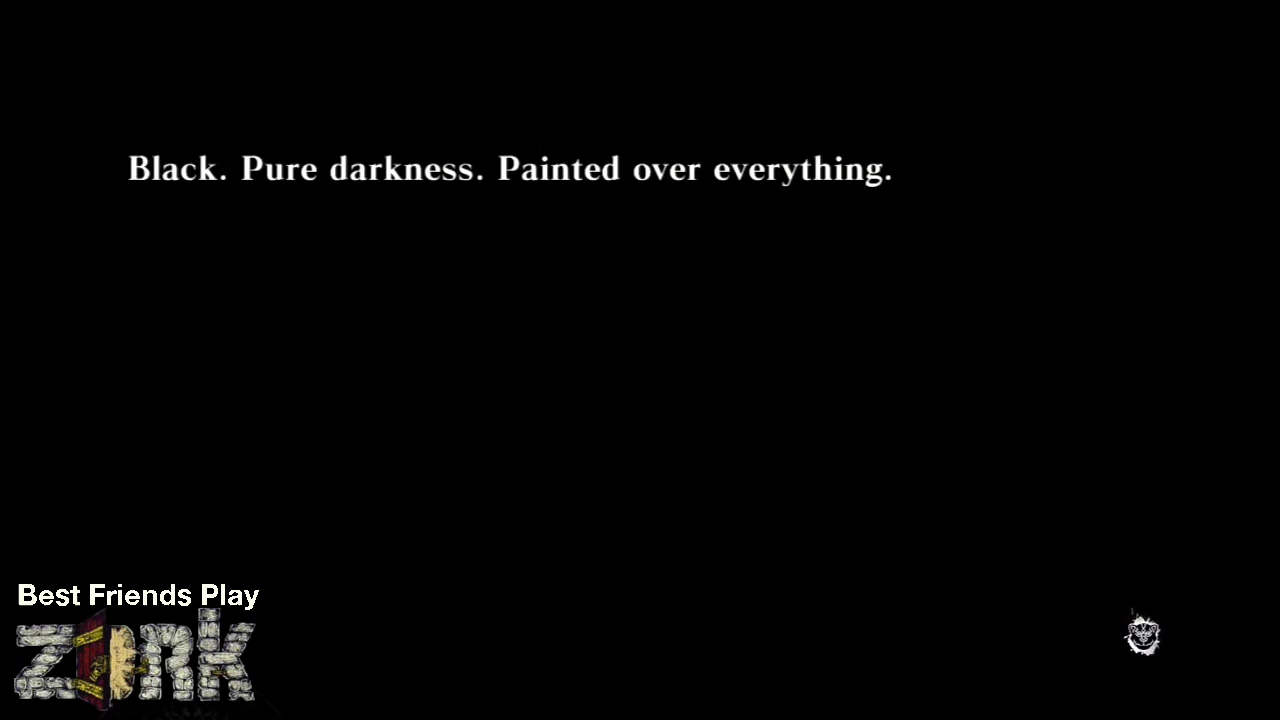 Black. Pure darkness. Painted over everything.
Best Friends Play
ZORK